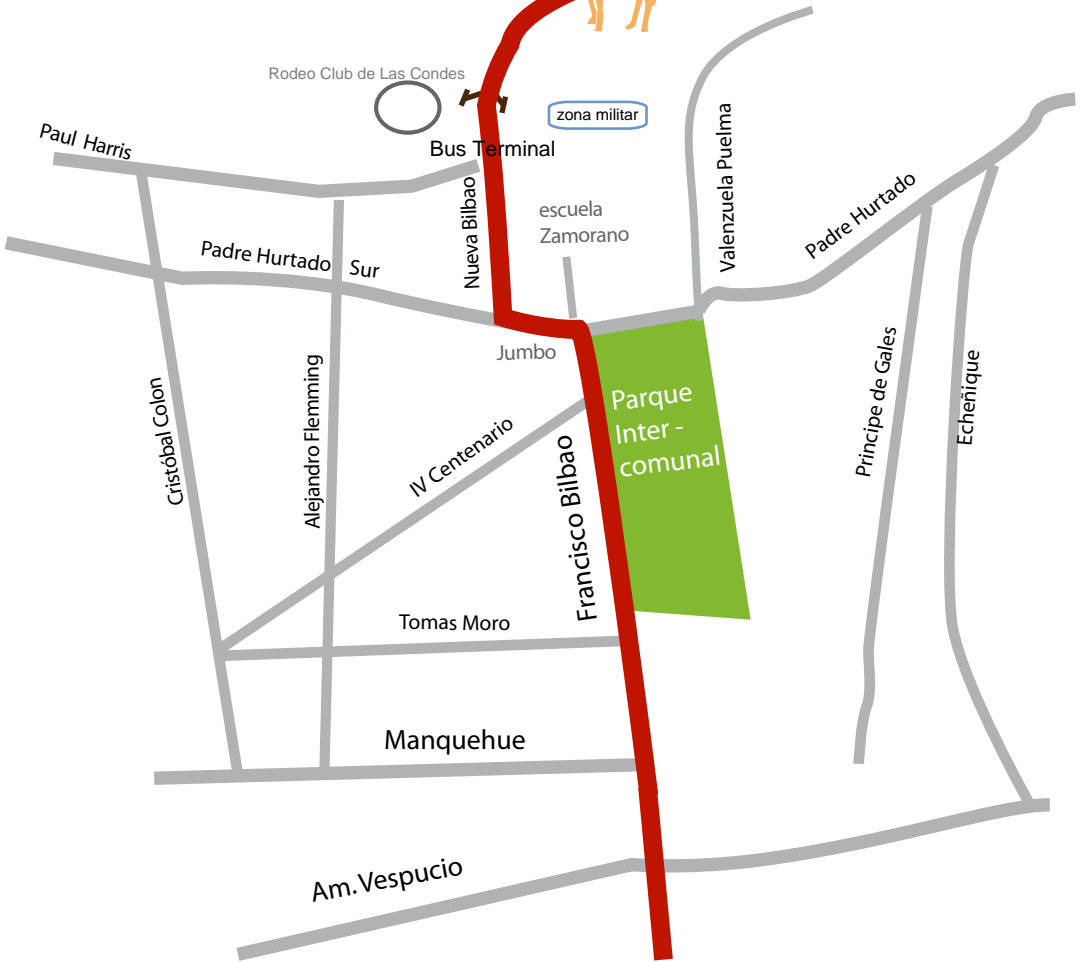 Rodeo Club de Las Condes
zona militar
Paul Harris
Bus Terminal
Valenzuela Puelma
Nueva Bilbao
escuela
Zamorano
Padre Hurtado
Padre Hurtado Sur
Jumbo
Parque
Inter -
comunal
Cristóbal Colon
Alejandro Flemming
IV Centenario
Francisco Bilbao
Principe de Gales
Echeñique
Tomas Moro
Manquehue
Am. Vespucio